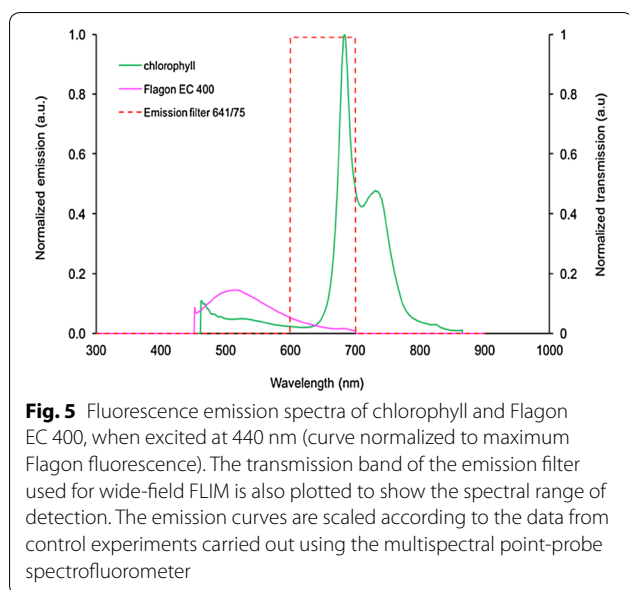 1.0
0.8
0.6
0.4
0.2
0.0
Normalized emission (a.u.)
chlorophyll
Flagon EC 400
Emission filter 641/75
1
0.8
0.6
0.4
0.2
0
Normalized transmission (a.u)
300 400 500 600 700 800 900 1000
Wavelength (nm)
Fig. 5 Fluorescence emission spectra of chlorophyll and Flagon
EC 400, when excited at 440 nm (curve normalized to maximum
Flagon fluorescence). The transmission band of the emission filter
used for wide-field FLIM is also plotted to show the spectral range of
detection. The emission curves are scaled according to the data from
control experiments carried out using the multispectral point-probe
spectrofluorometer